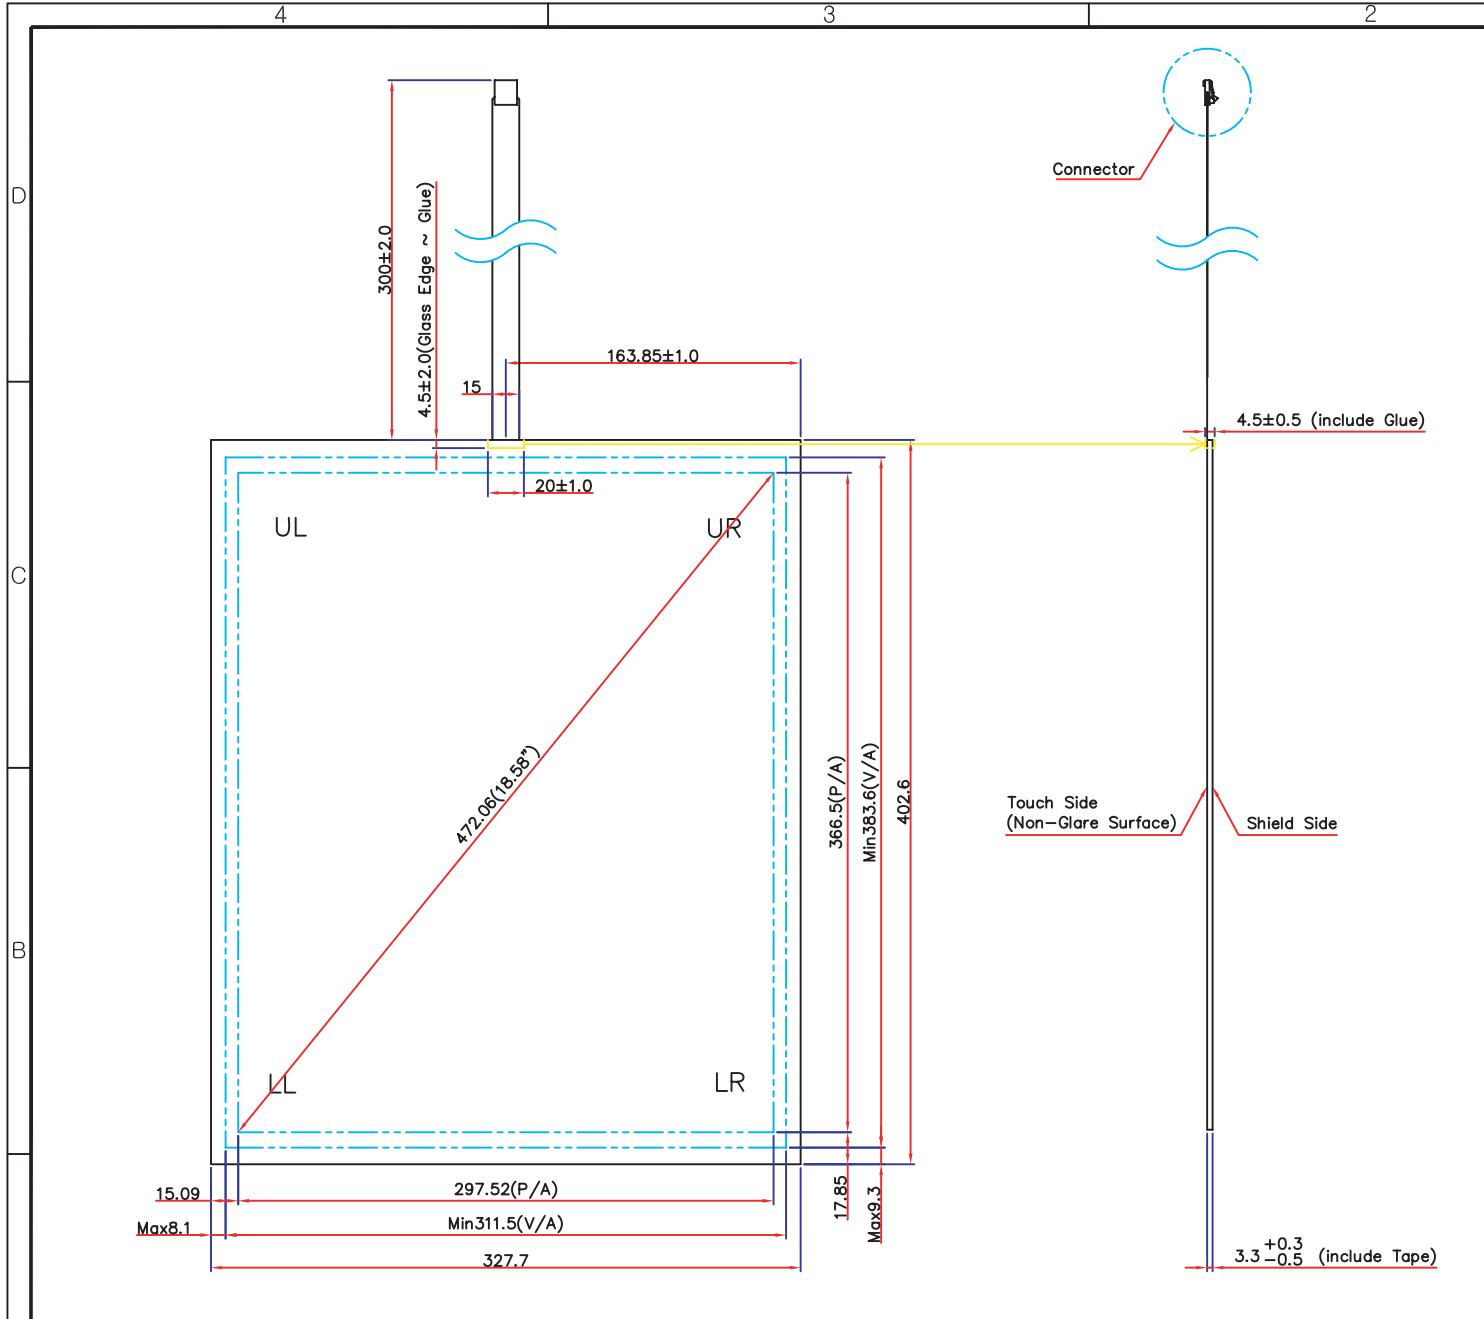 4
3
2
D
C
B
Connector
300±2.0
4.5±2.0(Glass Edge ~ Glue)
163.85±1.0
15
4.5±0.5 (include Glue)
20±1.0
UL
UR
472.06(18.58")
366.5(P/A)
Min383.6(V/A)
402.6
Touch Side
(Non-Glare Surface)
Shield Side
LL
LR
15.09
297.52(P/A)
17.85
Max9.3
Max8.1
Min311.5(V/A)
327.7
3.3 +0.3 -0.5 (include Tape)